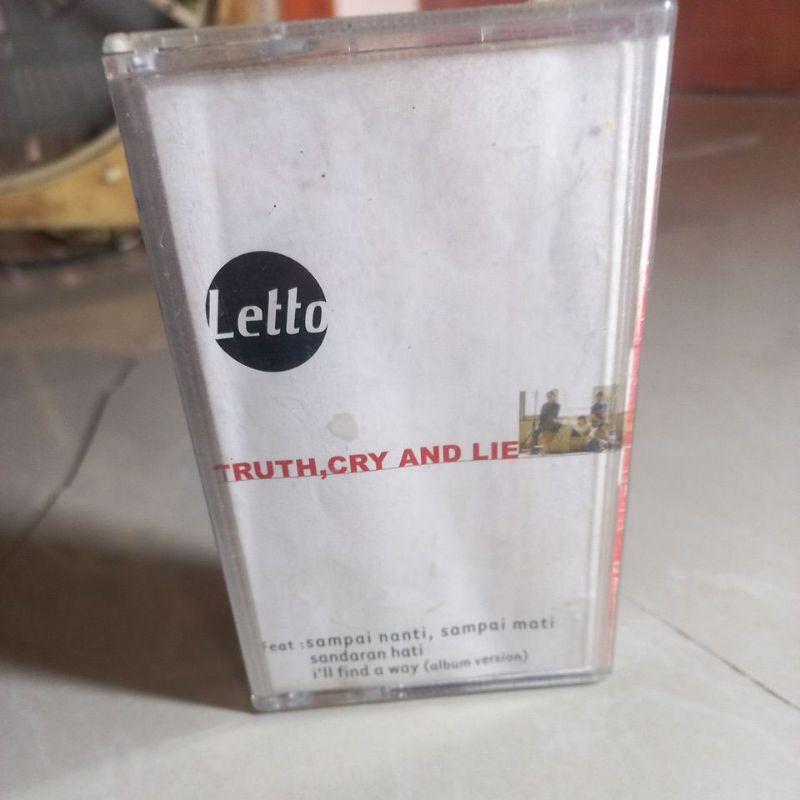 Letto
TRUTH,CRY AND LIE
Feat :sampai nanti, sampai mati
sandaran hati
i'll find a way (album version)